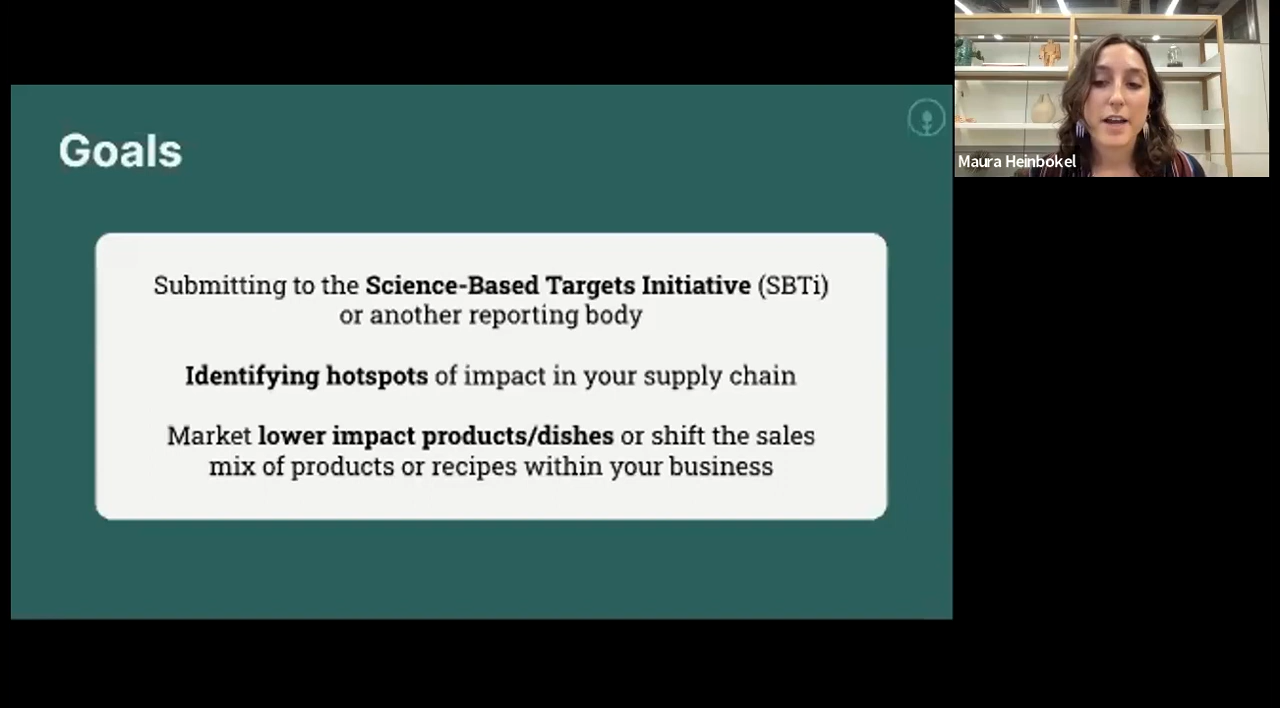 Goals
Submitting to the Science-Based Targets Initiative (SBTi)
or another reporting body
Identifying hotspots of impact in your supply chain
Market lower impact products/dishes or shift the sales
mix of products or recipes within your business
Maura Heinbokel